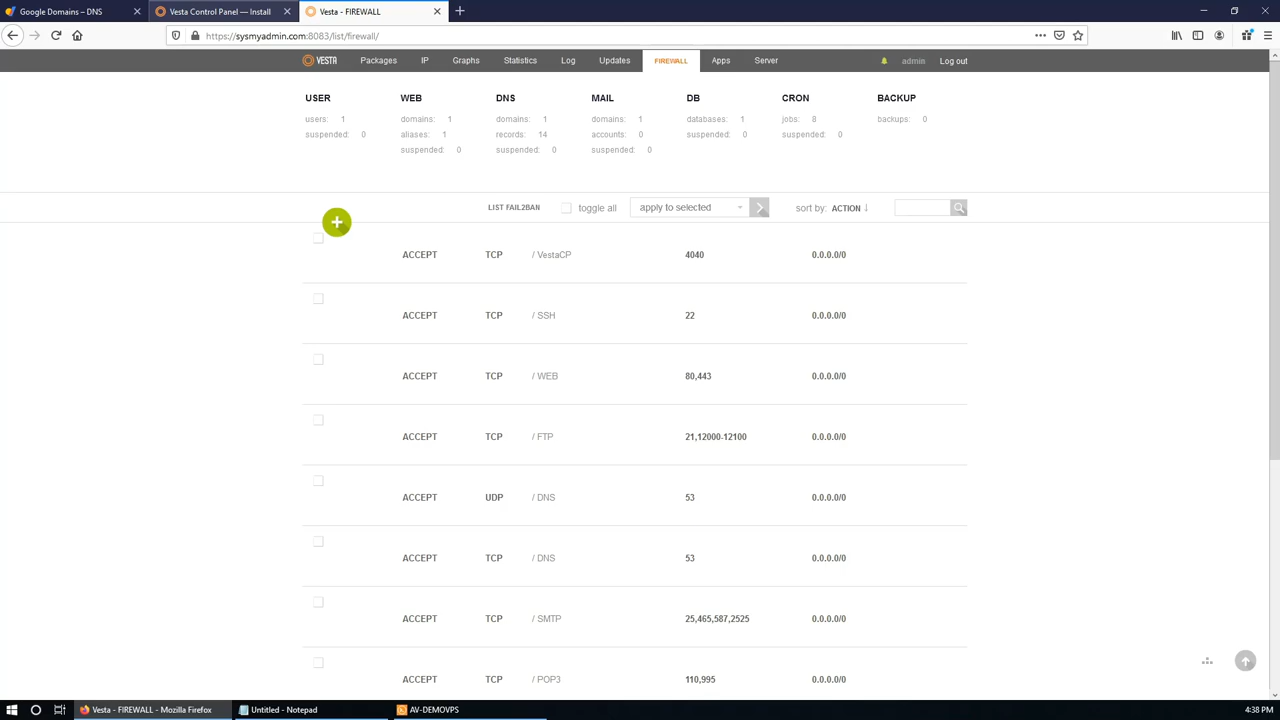 Google Domains – DNS
Vesta Control Panel — Install
Vesta - FIREWALL
https://sysmyadmin.com:8083/list/firewall/
VESTA Packages IP Graphs Statistics Log Updates FIREWALL Apps Server admin Log out
USER WEB DNS MAIL DB CRON BACKUP
users: 1 domains: 1 domains: 1 domains: 1 databases: 1 jobs: 8 backups: 0
suspended: 0 aliases: 1 records: 14 accounts: 0 suspended: 0 suspended: 0
suspended: 0 suspended: 0 suspended: 0
LIST FAIL2BAN toggle all apply to selected sort by: ACTION ↓
ACCEPT TCP / VestaCP 4040 0.0.0.0/0
ACCEPT TCP / SSH 22 0.0.0.0/0
ACCEPT TCP / WEB 80,443 0.0.0.0/0
ACCEPT TCP / FTP 21,12000-12100 0.0.0.0/0
ACCEPT UDP / DNS 53 0.0.0.0/0
ACCEPT TCP / DNS 53 0.0.0.0/0
ACCEPT TCP / SMTP 25,465,587,2525 0.0.0.0/0
ACCEPT TCP / POP3 110,995 0.0.0.0/0
Vesta - FIREWALL - Mozilla Firefox Untitled - Notepad AV-DEMOVPS 4:38 PM